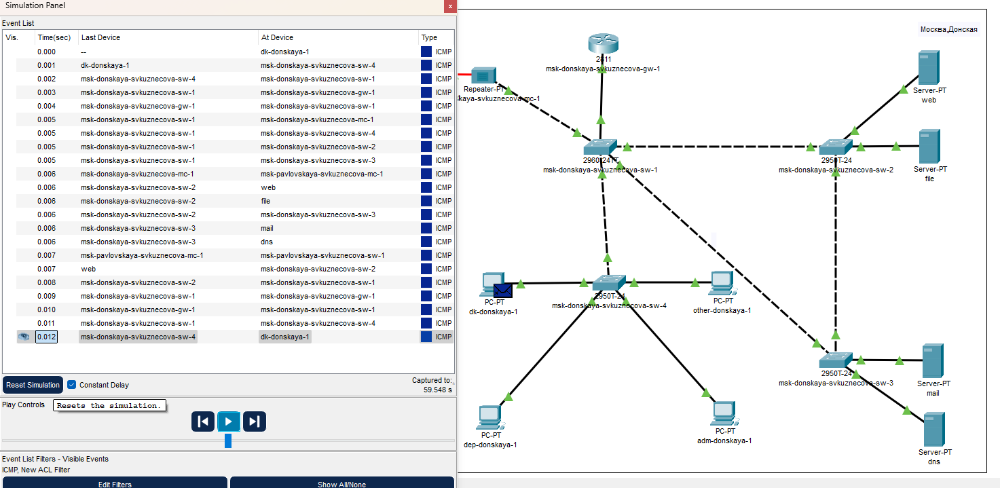 Simulation Panel
x
Event List
Vis. Time(sec) Last Device At Device Type
0.000 -- dk-donskaya-1 ICMP
0.001 dk-donskaya-1 msk-donskaya-svkuznecova-sw-4 ICMP
0.002 msk-donskaya-svkuznecova-sw-4 msk-donskaya-svkuznecova-sw-1 ICMP
0.003 msk-donskaya-svkuznecova-sw-1 msk-donskaya-svkuznecova-gw-1 ICMP
0.004 msk-donskaya-svkuznecova-gw-1 msk-donskaya-svkuznecova-sw-1 ICMP
0.005 msk-donskaya-svkuznecova-sw-1 msk-donskaya-svkuznecova-mc-1 ICMP
0.005 msk-donskaya-svkuznecova-sw-1 msk-donskaya-svkuznecova-sw-4 ICMP
0.005 msk-donskaya-svkuznecova-sw-1 msk-donskaya-svkuznecova-sw-2 ICMP
0.005 msk-donskaya-svkuznecova-sw-1 msk-donskaya-svkuznecova-sw-3 ICMP
0.006 msk-donskaya-svkuznecova-mc-1 msk-pavlovskaya-svkuznecova-mc-1 ICMP
0.006 msk-donskaya-svkuznecova-sw-2 web ICMP
0.006 msk-donskaya-svkuznecova-sw-2 file ICMP
0.006 msk-donskaya-svkuznecova-sw-2 msk-donskaya-svkuznecova-sw-3 ICMP
0.006 msk-donskaya-svkuznecova-sw-3 mail ICMP
0.006 msk-donskaya-svkuznecova-sw-3 dns ICMP
0.007 msk-pavlovskaya-svkuznecova-mc-1 msk-pavlovskaya-svkuznecova-sw-1 ICMP
0.007 web msk-donskaya-svkuznecova-sw-2 ICMP
0.008 msk-donskaya-svkuznecova-sw-2 msk-donskaya-svkuznecova-sw-1 ICMP
0.009 msk-donskaya-svkuznecova-sw-1 msk-donskaya-svkuznecova-gw-1 ICMP
0.010 msk-donskaya-svkuznecova-gw-1 msk-donskaya-svkuznecova-sw-1 ICMP
0.011 msk-donskaya-svkuznecova-sw-1 msk-donskaya-svkuznecova-sw-4 ICMP
0.012 msk-donskaya-svkuznecova-sw-4 dk-donskaya-1 ICMP
Reset Simulation Constant Delay Captured to:
59.548 s
Play Controls Resets the simulation.
Event List Filters - Visible Events
ICMP, New ACL Filter
Edit Filters Show All/None
Москва,Донская
2811
msk-donskaya-svkuznecova-gw-1
Repeater-PT
kaya-svkuznecova-mc-1
Server-PT
web
2960-24TT
msk-donskaya-svkuznecova-sw-1
2950T-24
msk-donskaya-svkuznecova-sw-2
Server-PT
file
PC-PT
dk-donskaya-1
2950T-24
msk-donskaya-svkuznecova-sw-4
PC-PT
other-donskaya-1
2950T-24
msk-donskaya-svkuznecova-sw-3
Server-PT
mail
PC-PT
dep-donskaya-1
PC-PT
adm-donskaya-1
Server-PT
dns